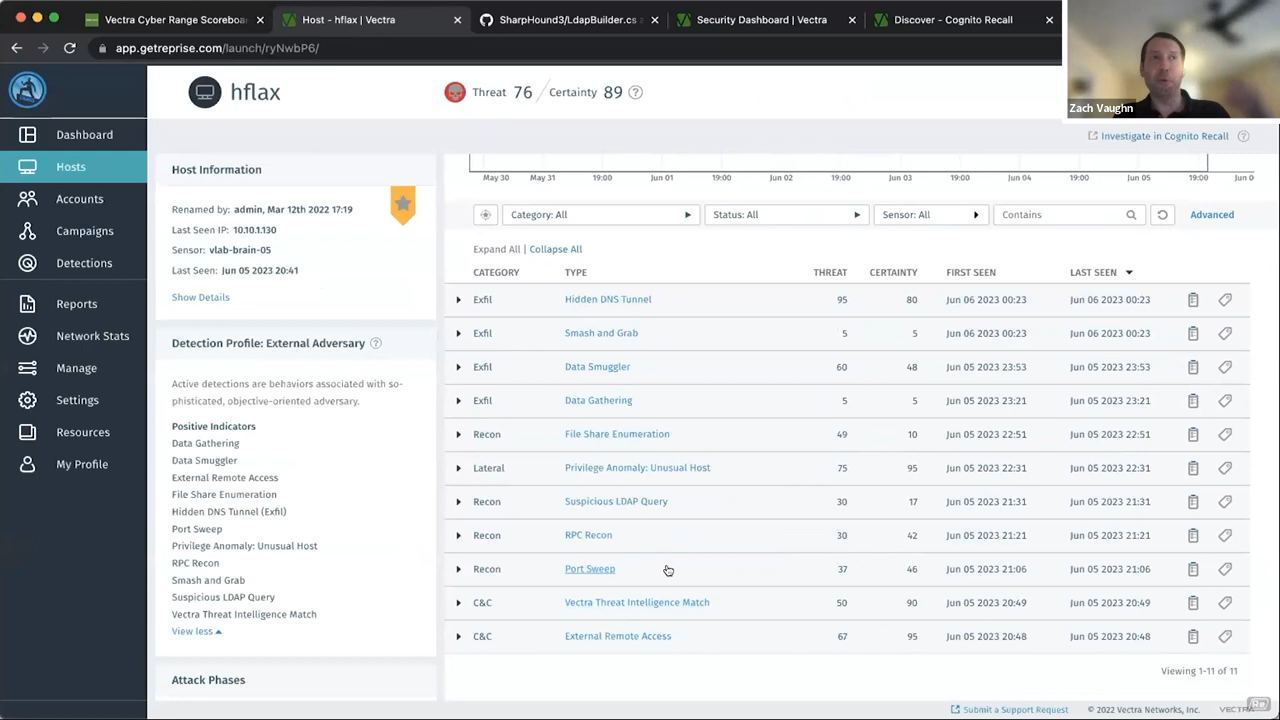 Vectra Cyber Range Scoreboa
Host - hflax | Vectra
SharpHound3/LdapBuilder.cs a
Security Dashboard | Vectra
Discover - Cognito Recall
app.getreprise.com/launch/ryNwbP6/
Zach Vaughn
hflax
Threat 76 / Certainty 89 ?
Investigate in Cognito Recall ?
Dashboard
Hosts
Accounts
Campaigns
Detections
Reports
Network Stats
Manage
Settings
Resources
My Profile
Host Information
Renamed by: admin, Mar 12th 2022 17:19
Last Seen IP: 10.10.1.130
Sensor: vlab-brain-05
Last Seen: Jun 05 2023 20:41
Show Details
Detection Profile: External Adversary ?
Active detections are behaviors associated with so-
phisticated, objective-oriented adversary.
Positive Indicators
Data Gathering
Data Smuggler
External Remote Access
File Share Enumeration
Hidden DNS Tunnel (Exfil)
Port Sweep
Privilege Anomaly: Unusual Host
RPC Recon
Smash and Grab
Suspicious LDAP Query
Vectra Threat Intelligence Match
View less
Attack Phases
May 30 May 31 19:00 Jun 01 19:00 Jun 02 19:00 Jun 03 19:00 Jun 04 19:00 Jun 05 19:00 Jun 0
Category: All Status: All Sensor: All Contains Advanced
Expand All | Collapse All
CATEGORY TYPE THREAT CERTAINTY FIRST SEEN LAST SEEN
Exfil Hidden DNS Tunnel 95 80 Jun 06 2023 00:23 Jun 06 2023 00:23
Exfil Smash and Grab 5 5 Jun 06 2023 00:23 Jun 06 2023 00:23
Exfil Data Smuggler 60 48 Jun 05 2023 23:53 Jun 05 2023 23:53
Exfil Data Gathering 5 5 Jun 05 2023 23:21 Jun 05 2023 23:21
Recon File Share Enumeration 49 10 Jun 05 2023 22:51 Jun 05 2023 22:51
Lateral Privilege Anomaly: Unusual Host 75 95 Jun 05 2023 22:31 Jun 05 2023 22:31
Recon Suspicious LDAP Query 30 17 Jun 05 2023 21:31 Jun 05 2023 21:31
Recon RPC Recon 30 42 Jun 05 2023 21:21 Jun 05 2023 21:21
Recon Port Sweep 37 46 Jun 05 2023 21:06 Jun 05 2023 21:06
C&C Vectra Threat Intelligence Match 50 90 Jun 05 2023 20:49 Jun 05 2023 20:49
C&C External Remote Access 67 95 Jun 05 2023 20:48 Jun 05 2023 20:48
Viewing 1-11 of 11
Submit a Support Request © 2022 Vectra Networks, Inc. VECTRA